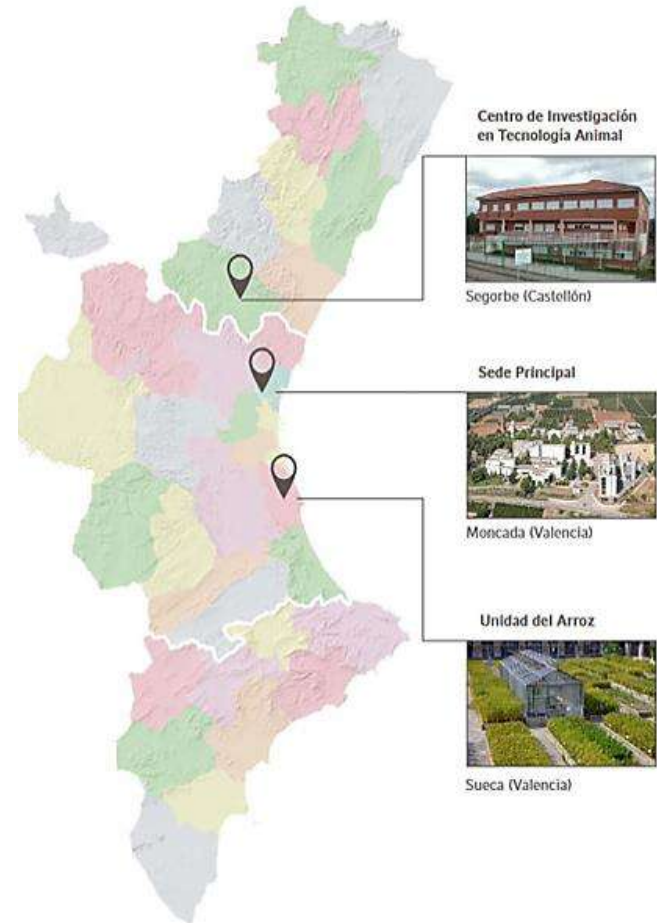 Centro de Investigación
en Tecnología Animal
Segorbe (Castellón)
Sede Principal
Moncada (Valencia)
Unidad del Arroz
Sueca (Valencia)